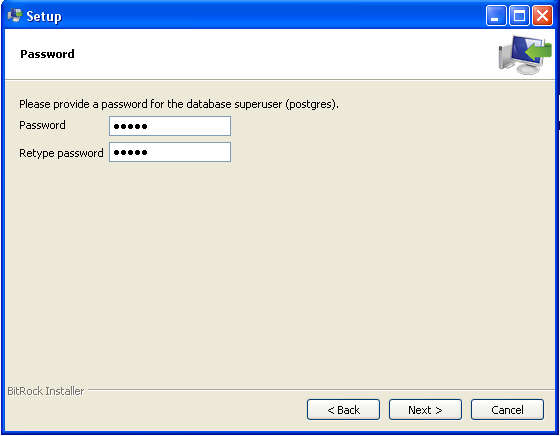 Setup
Password
Please provide a password for the database superuser (postgres).
Password •••••
Retype password •••••
BitRock Installer
< Back Next > Cancel